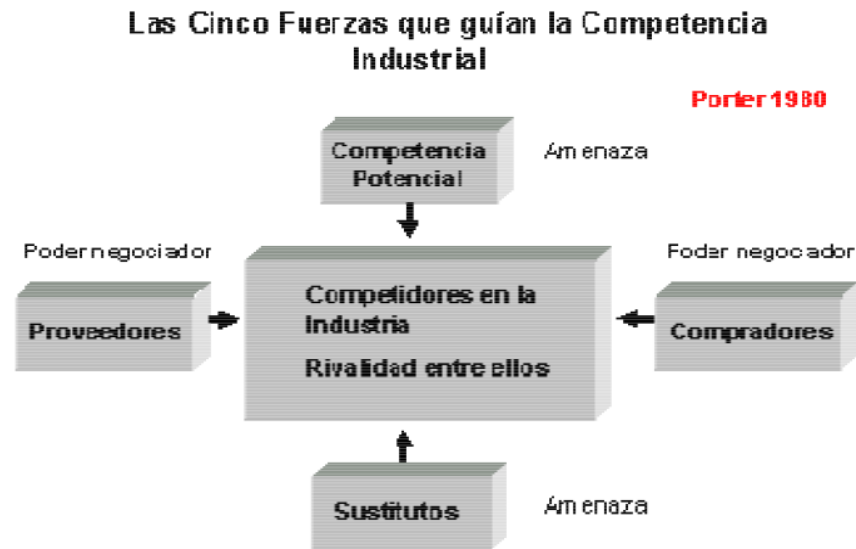 Las Cinco Fuerzas que guían la Competencia
Industrial
Porter 1980
Competencia
Potencial
Amenaza
Poder negociador
Foder negocador
Proveedores
Competidores en la
Industria
Rivalidad entre ellos
Compradores
Sustitutos
Amenaza